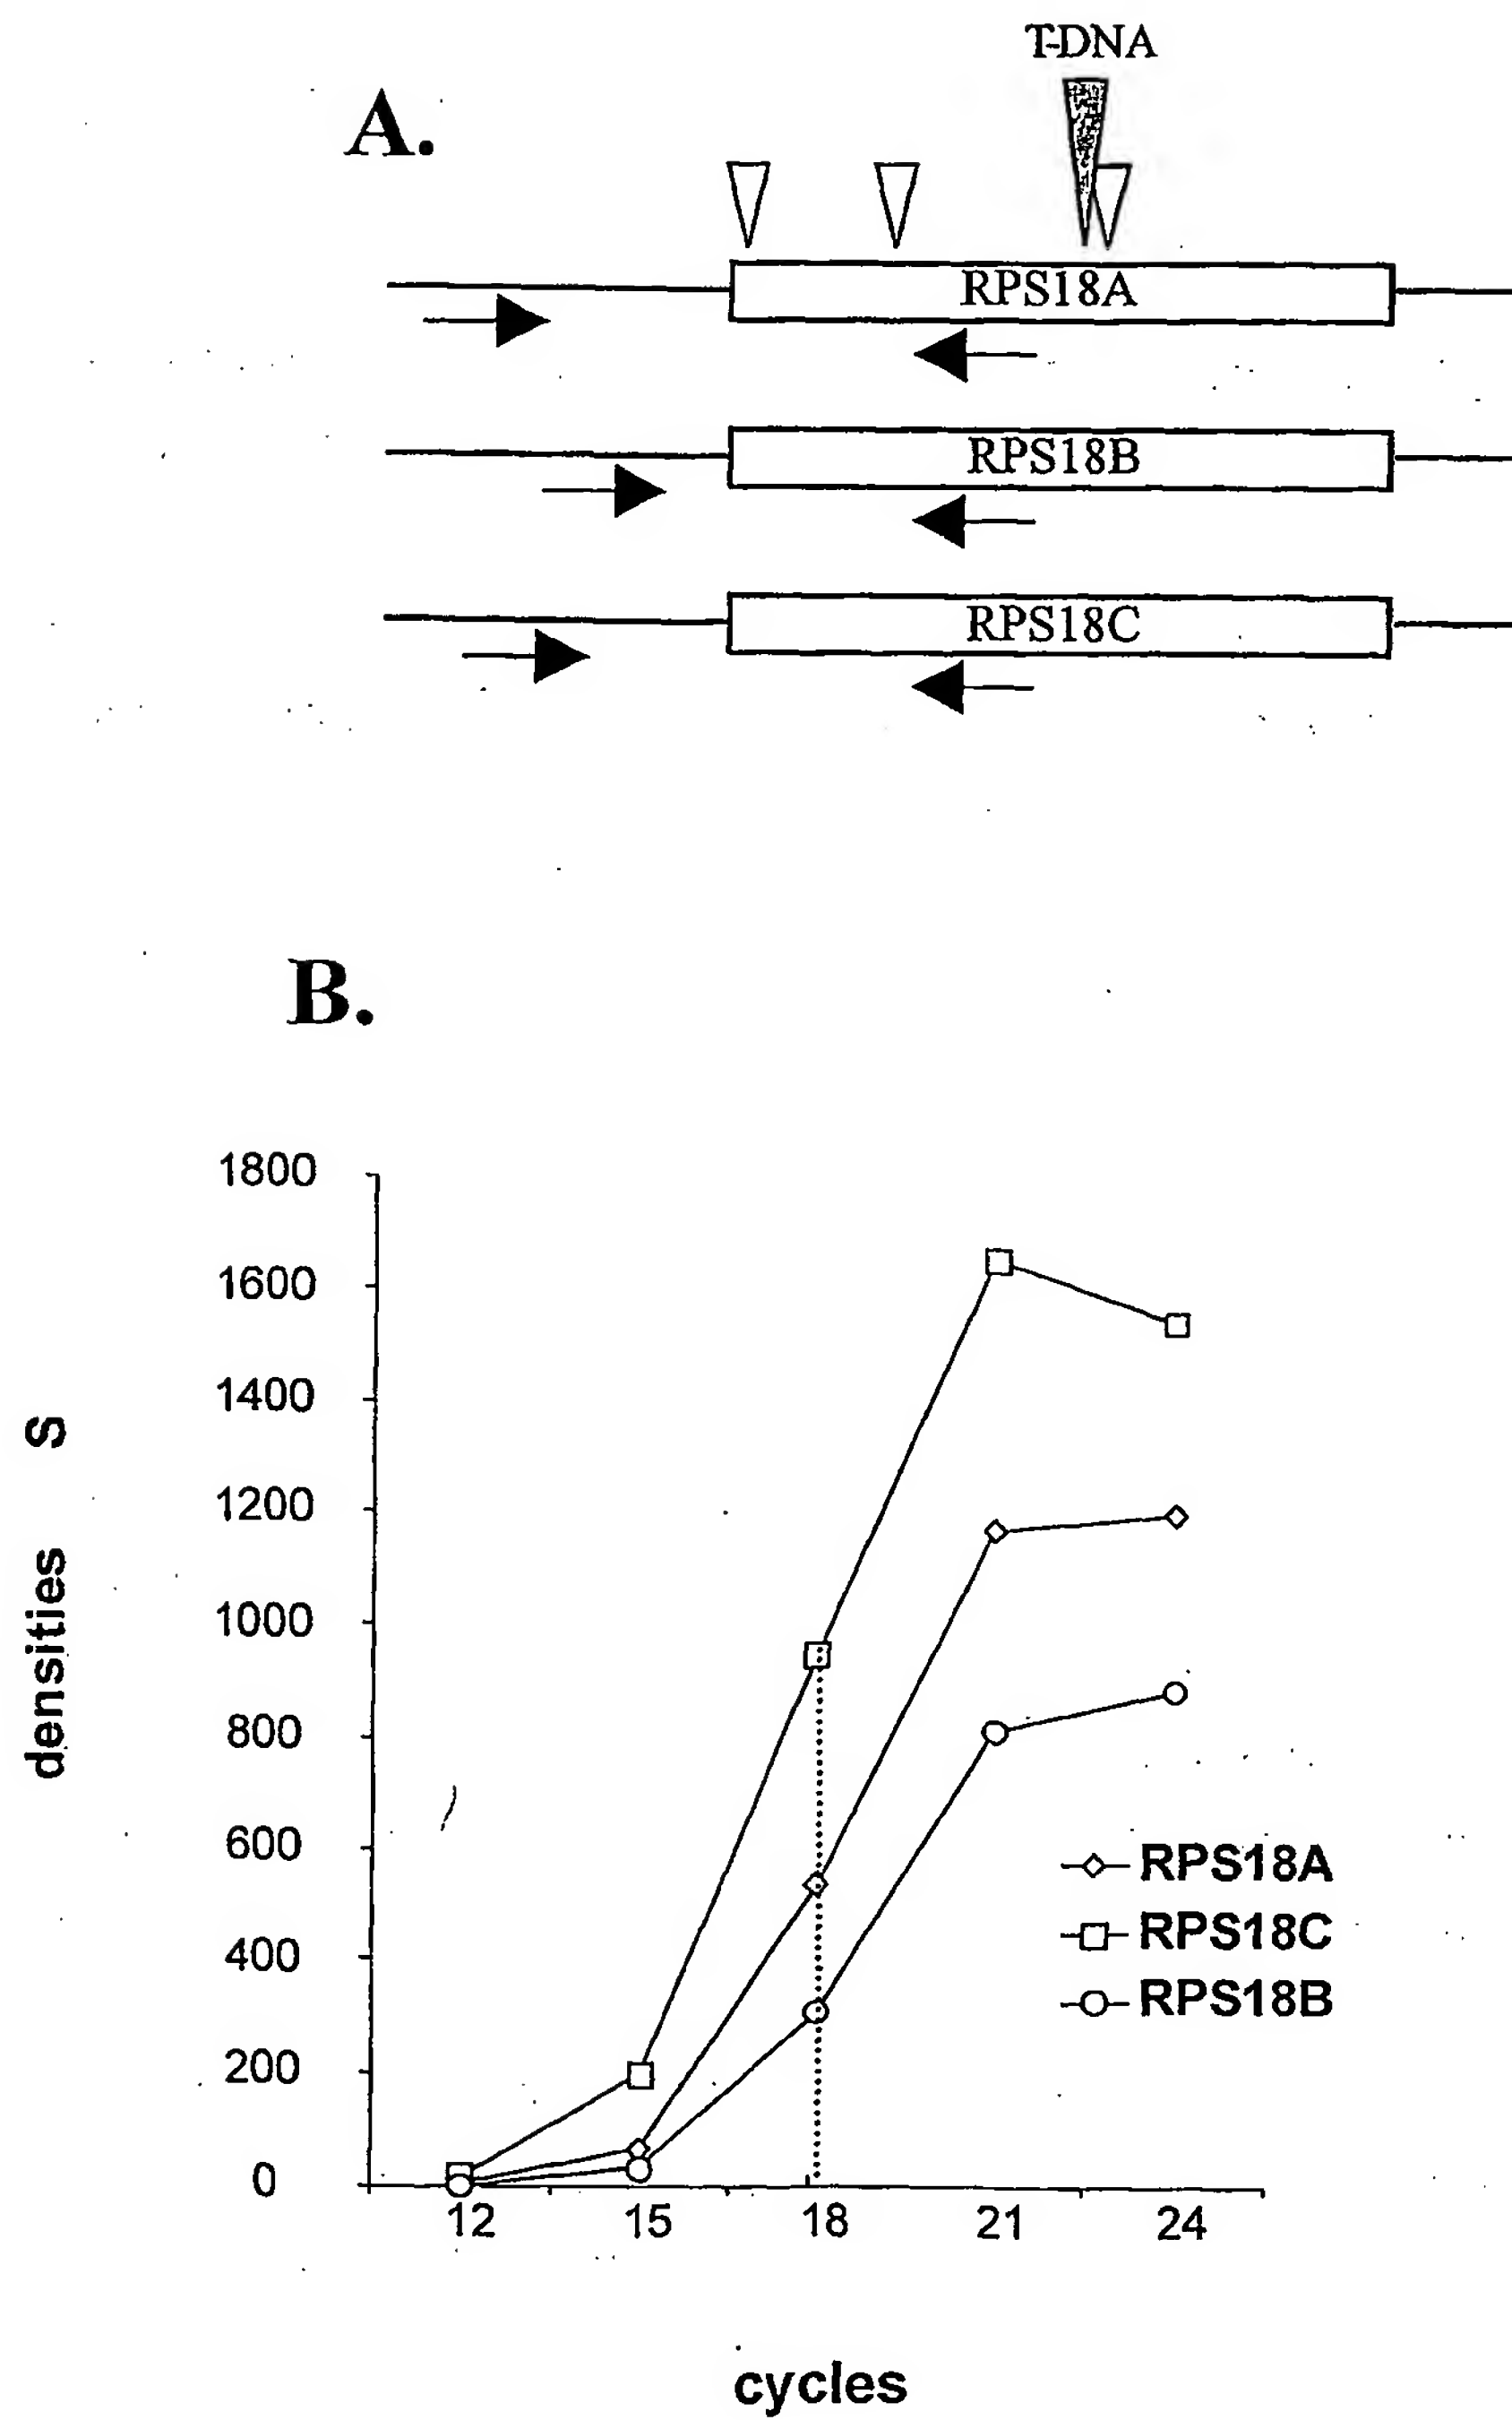 T-DNA
A.
RPS18A
RPS18B
RPS18C
B.
1800
1600
1400
1200
1000
800
600
400
200
0
densities S
12 15 18 21 24
RPS18A
RPS18C
RPS18B
cycles